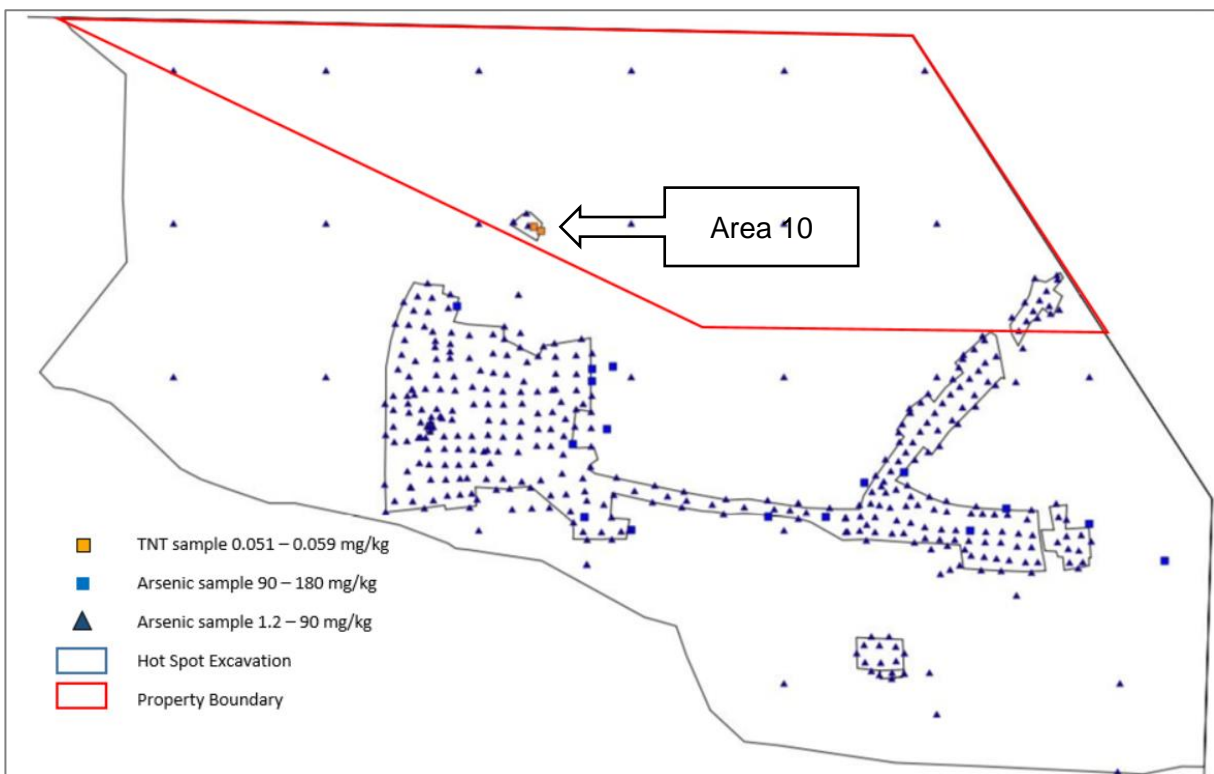 Area 10
TNT sample 0.051 – 0.059 mg/kg
Arsenic sample 90 – 180 mg/kg
Arsenic sample 1.2 – 90 mg/kg
Hot Spot Excavation
Property Boundary